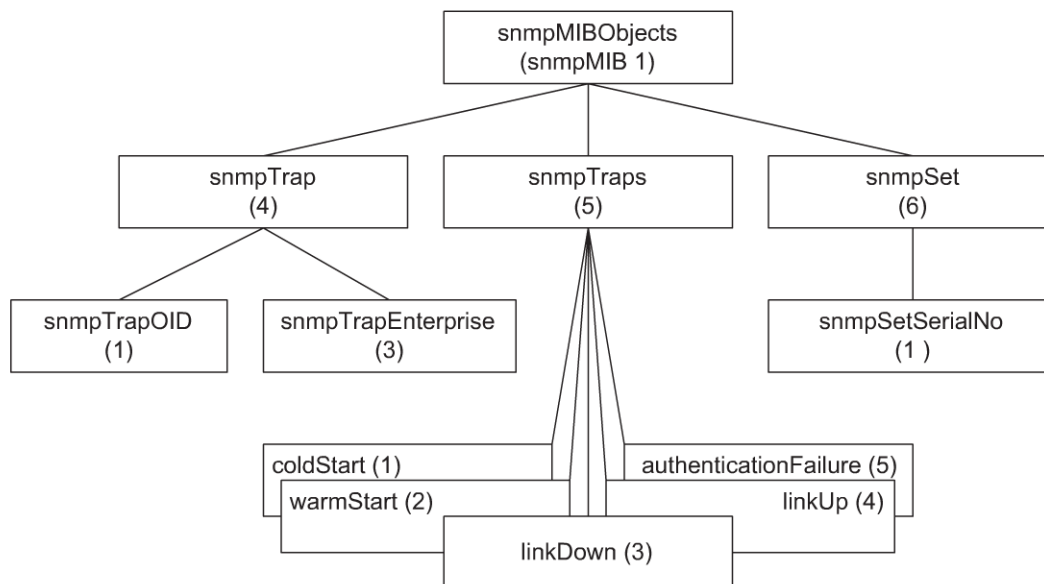 snmpMIBObjects
(snmpMIB 1)
snmpTrap
(4)
snmpTraps
(5)
snmpSet
(6)
snmpTrapOID
(1)
snmpTrapEnterprise
(3)
snmpSetSerialNo
(1 )
coldStart (1)
authenticationFailure (5)
warmStart (2)
linkUp (4)
linkDown (3)